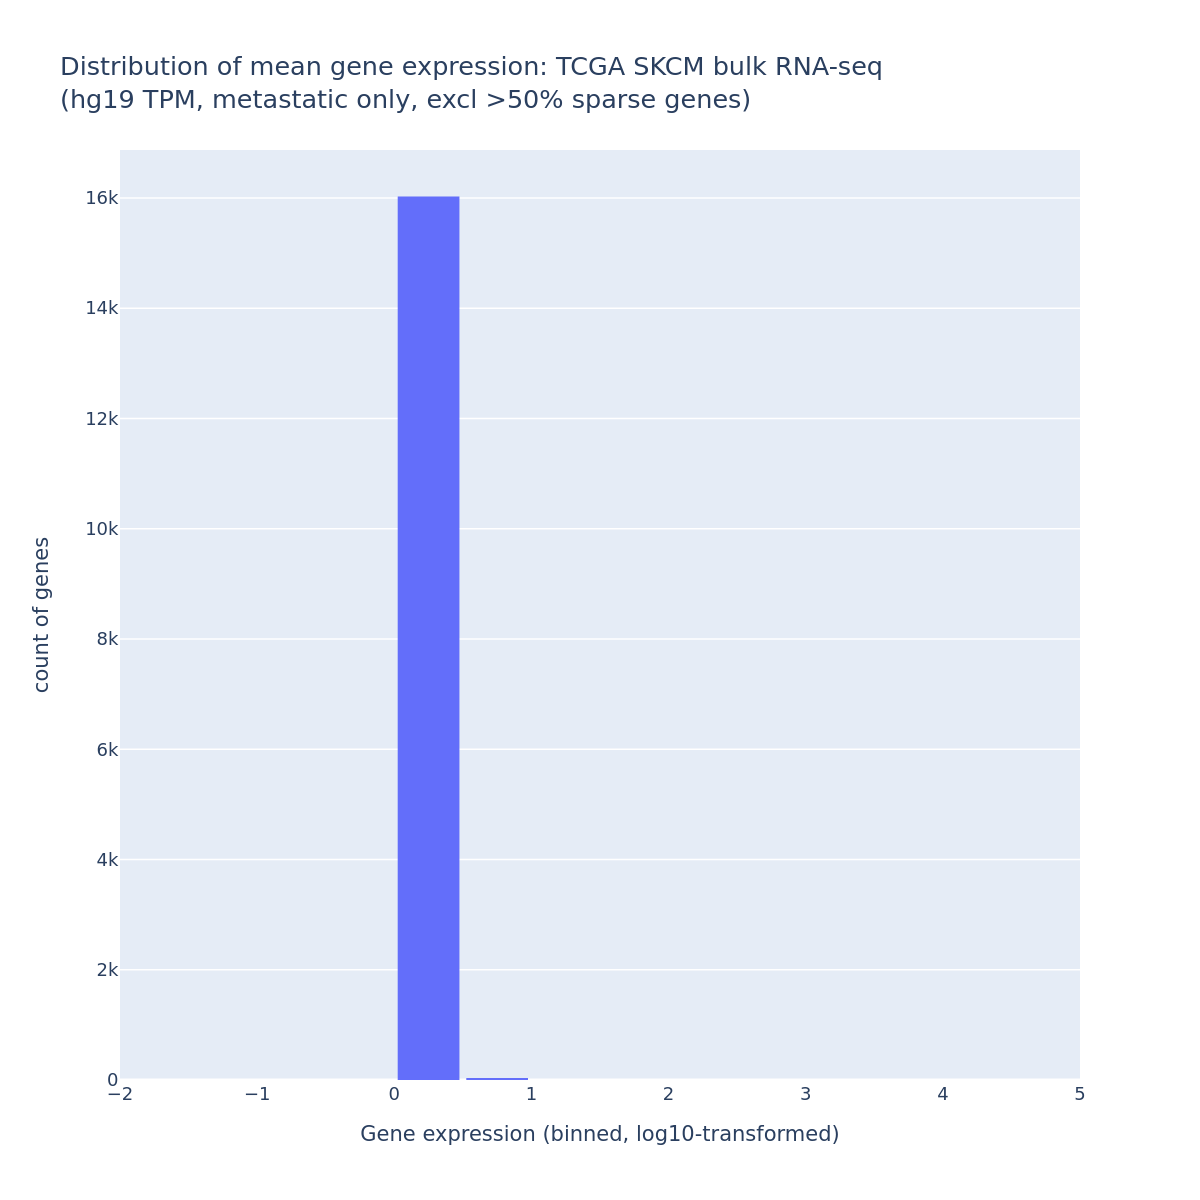 Distribution of mean gene expression: TCGA SKCM bulk RNA-seq
(hg19 TPM, metastatic only, excl >50% sparse genes)
16k
14k
12k
10k
8k
6k
4k
2k
0
count of genes
−2
−1
0
1
2
3
4
5
Gene expression (binned, log10-transformed)